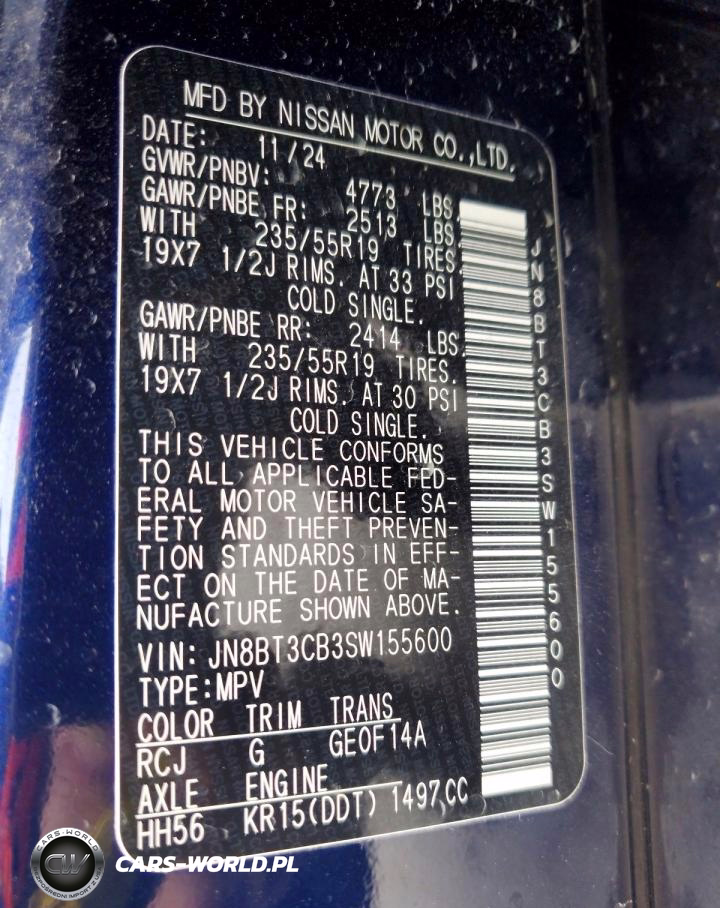 MFD BY NISSAN MOTOR CO.,LTD.
DATE: 11/24
GVWR/PNBV: 4773 LBS
GAWR/PNBE FR: 2513 LBS.
WITH 235/55R19 TIRES.
19X7 1/2J RIMS. AT 33 PSI
COLD SINGLE.
GAWR/PNBE RR: 2414 LBS.
WITH 235/55R19 TIRES.
19X7 1/2J RIMS. AT 30 PSI
COLD SINGLE.
THIS VEHICLE CONFORMS
TO ALL APPLICABLE FED-
ERAL MOTOR VEHICLE SA-
FETY AND THEFT PREVEN-
TION STANDARDS IN EFF-
ECT ON THE DATE OF MA-
NUFACTURE SHOWN ABOVE.
VIN: JN8BT3CB3SW155600
TYPE:MPV
COLOR TRIM TRANS
RCJ G GE0F14A
AXLE ENGINE
HH56 KR15(DDT) 1497CC
JN8BT3CB3SW155600
CARS-WORLD
CW
CARS-WORLD.PL